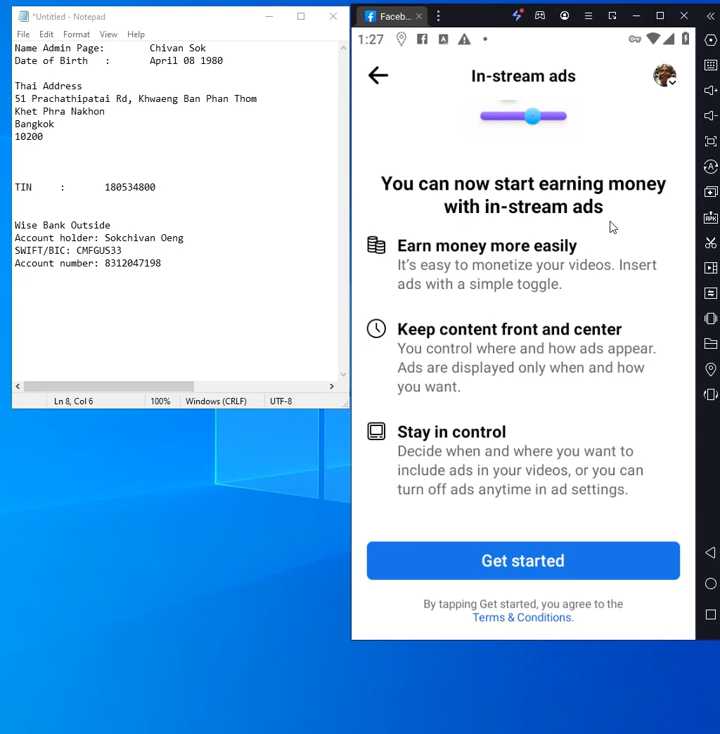 *Untitled - Notepad
File Edit Format View Help
Name Admin Page: Chivan Sok
Date of Birth : April 08 1980
Thai Address
51 Prachathipatai Rd, Khwaeng Ban Phan Thom
Khet Phra Nakhon
Bangkok
10200
TIN : 180534800
Wise Bank Outside
Account holder: Sokchivan Oeng
SWIFT/BIC: CMFGUS33
Account number: 8312047198
Ln 8, Col 6 100% Windows (CRLF) UTF-8
Faceb...
1:27
In-stream ads
You can now start earning money
with in-stream ads
Earn money more easily
It's easy to monetize your videos. Insert
ads with a simple toggle.
Keep content front and center
You control where and how ads appear.
Ads are displayed only when and how
you want.
Stay in control
Decide when and where you want to
include ads in your videos, or you can
turn off ads anytime in ad settings.
Get started
By tapping Get started, you agree to the
Terms & Conditions.